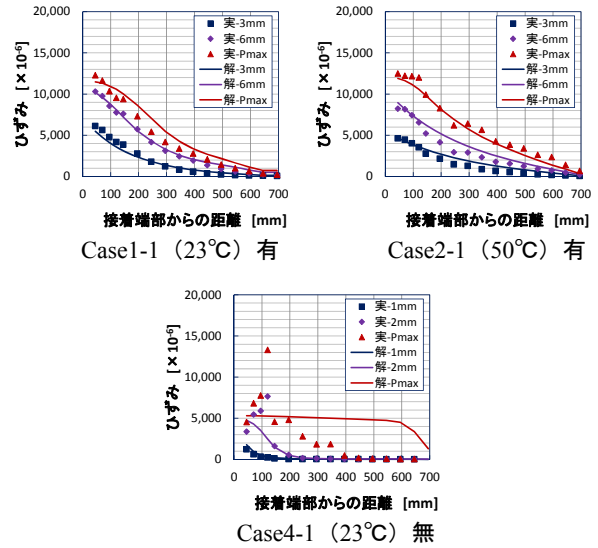 20,000
15,000
10,000
5,000
0
ひずみ [×10-6]
0 100 200 300 400 500 600 700
接着端部からの距離 [mm]
実-3mm
実-6mm
実-Pmax
解-3mm
解-6mm
解-Pmax
Case1-1（23℃）有
20,000
15,000
10,000
5,000
0
ひずみ [×10-6]
0 100 200 300 400 500 600 700
接着端部からの距離 [mm]
実-3mm
実-6mm
実-Pmax
解-3mm
解-6mm
解-Pmax
Case2-1（50℃）有
20,000
15,000
10,000
5,000
0
ひずみ [×10-6]
0 100 200 300 400 500 600 700
接着端部からの距離 [mm]
実-1mm
実-2mm
実-Pmax
解-1mm
解-2mm
解-Pmax
Case4-1（23℃）無